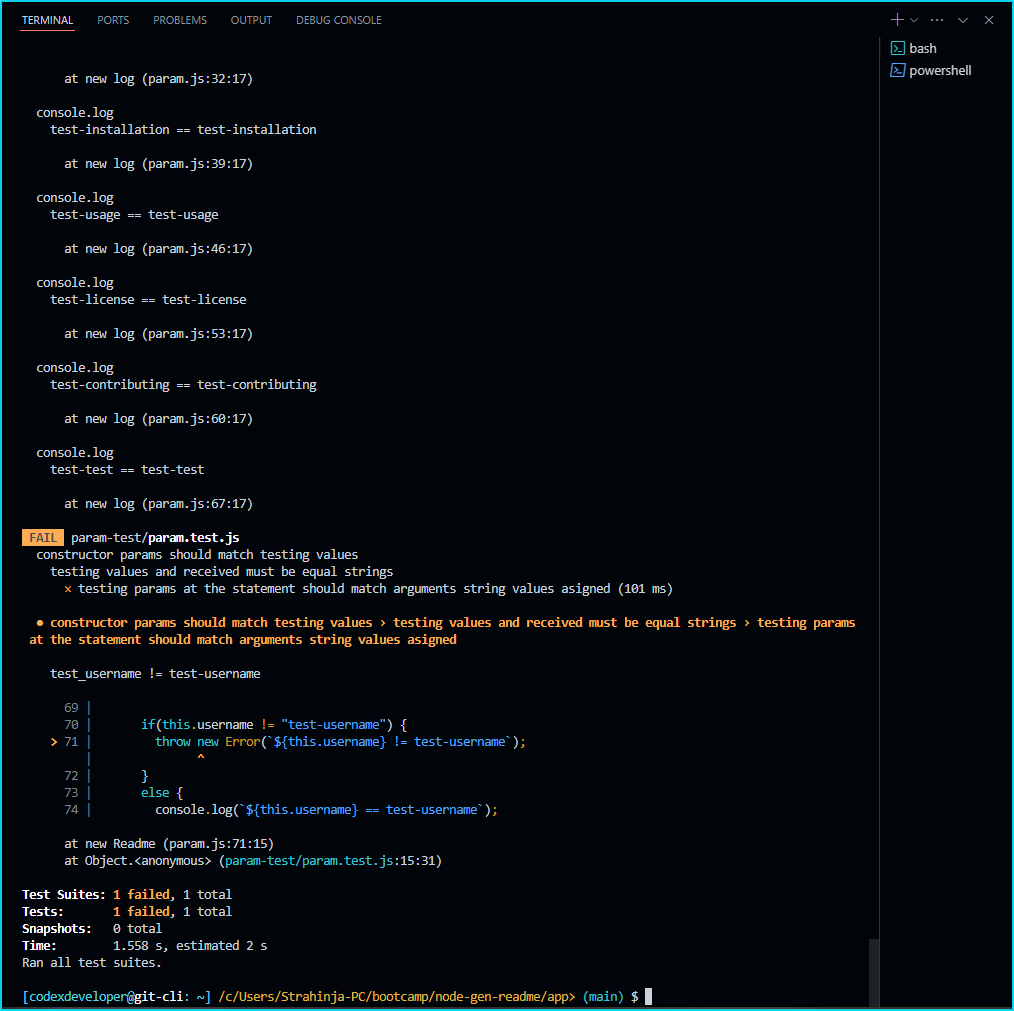 TERMINAL PORTS PROBLEMS OUTPUT DEBUG CONSOLE
bash
powershell
at new log (param.js:32:17)
console.log
test-installation == test-installation
at new log (param.js:39:17)
console.log
test-usage == test-usage
at new log (param.js:46:17)
console.log
test-license == test-license
at new log (param.js:53:17)
console.log
test-contributing == test-contributing
at new log (param.js:60:17)
console.log
test-test == test-test
at new log (param.js:67:17)
FAIL param-test/param.test.js
constructor params should match testing values
testing values and received must be equal strings
× testing params at the statement should match arguments string values asigned (101 ms)
● constructor params should match testing values › testing values and received must be equal strings › testing params
at the statement should match arguments string values asigned
test_username != test-username
69 |
70 | if(this.username != "test-username") {
> 71 | throw new Error(`${this.username} != test-username`);
| ^
72 | }
73 | else {
74 | console.log(`${this.username} == test-username`);
at new Readme (param.js:71:15)
at Object.<anonymous> (param-test/param.test.js:15:31)
Test Suites: 1 failed, 1 total
Tests: 1 failed, 1 total
Snapshots: 0 total
Time: 1.558 s, estimated 2 s
Ran all test suites.
[codexdeveloper@git-cli: ~] /c/Users/Strahinja-PC/bootcamp/node-gen-readme/app> (main) $